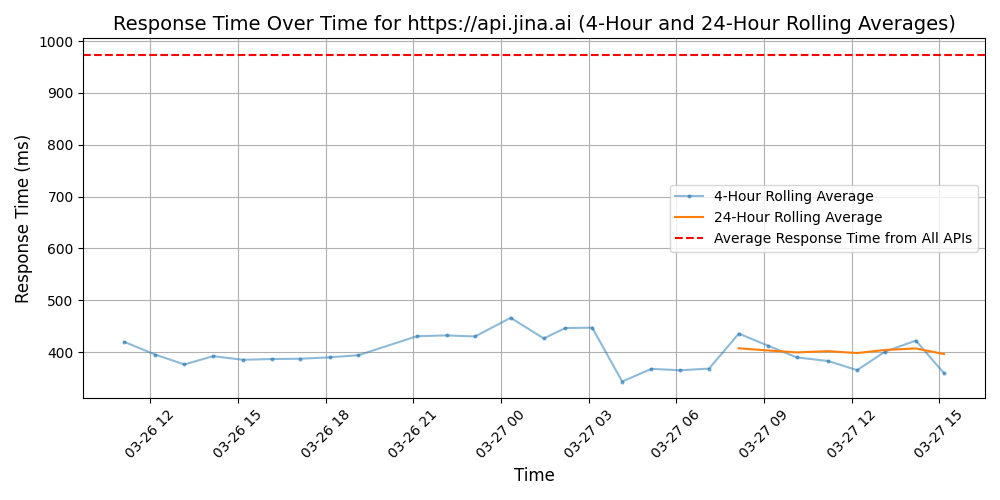 Response Time Over Time for https://api.jina.ai (4-Hour and 24-Hour Rolling Averages)
Response Time (ms)
1000
900
800
700
600
500
400
4-Hour Rolling Average
24-Hour Rolling Average
Average Response Time from All APIs
03-26 12
03-26 15
03-26 18
03-26 21
03-27 00
03-27 03
03-27 06
03-27 09
03-27 12
03-27 15
Time